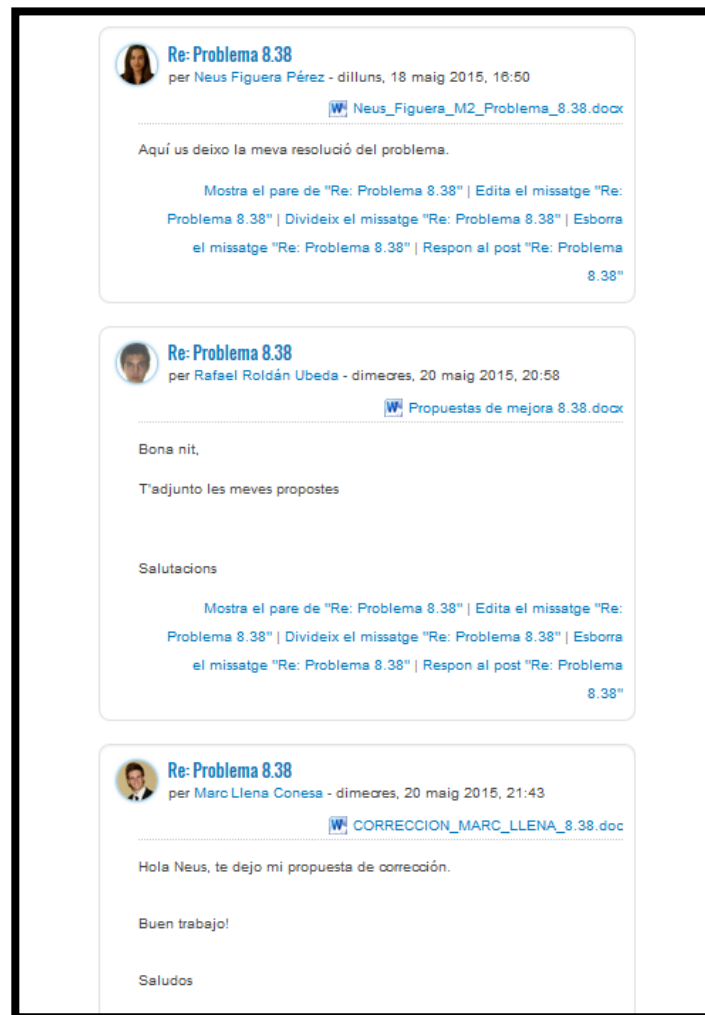 Re: Problema 8.38
per Neus Figuera Pérez - dilluns, 18 maig 2015, 16:50
Neus_Figuera_M2_Problema_8.38.docx
Aquí us deixo la meva resolució del problema.
Mostra el pare de "Re: Problema 8.38" | Edita el missatge "Re:
Problema 8.38" | Divideix el missatge "Re: Problema 8.38" | Esborra
el missatge "Re: Problema 8.38" | Respon al post "Re: Problema
8.38"
Re: Problema 8.38
per Rafael Roldán Ubeda - dimecres, 20 maig 2015, 20:58
Propuestas de mejora 8.38.docx
Bona nit,
T'adjunto les meves propostes
Salutacions
Mostra el pare de "Re: Problema 8.38" | Edita el missatge "Re:
Problema 8.38" | Divideix el missatge "Re: Problema 8.38" | Esborra
el missatge "Re: Problema 8.38" | Respon al post "Re: Problema
8.38"
Re: Problema 8.38
per Marc Llena Conesa - dimecres, 20 maig 2015, 21:43
CORRECCION_MARC_LLENA_8.38.doc
Hola Neus, te dejo mi propuesta de corrección.
Buen trabajo!
Saludos